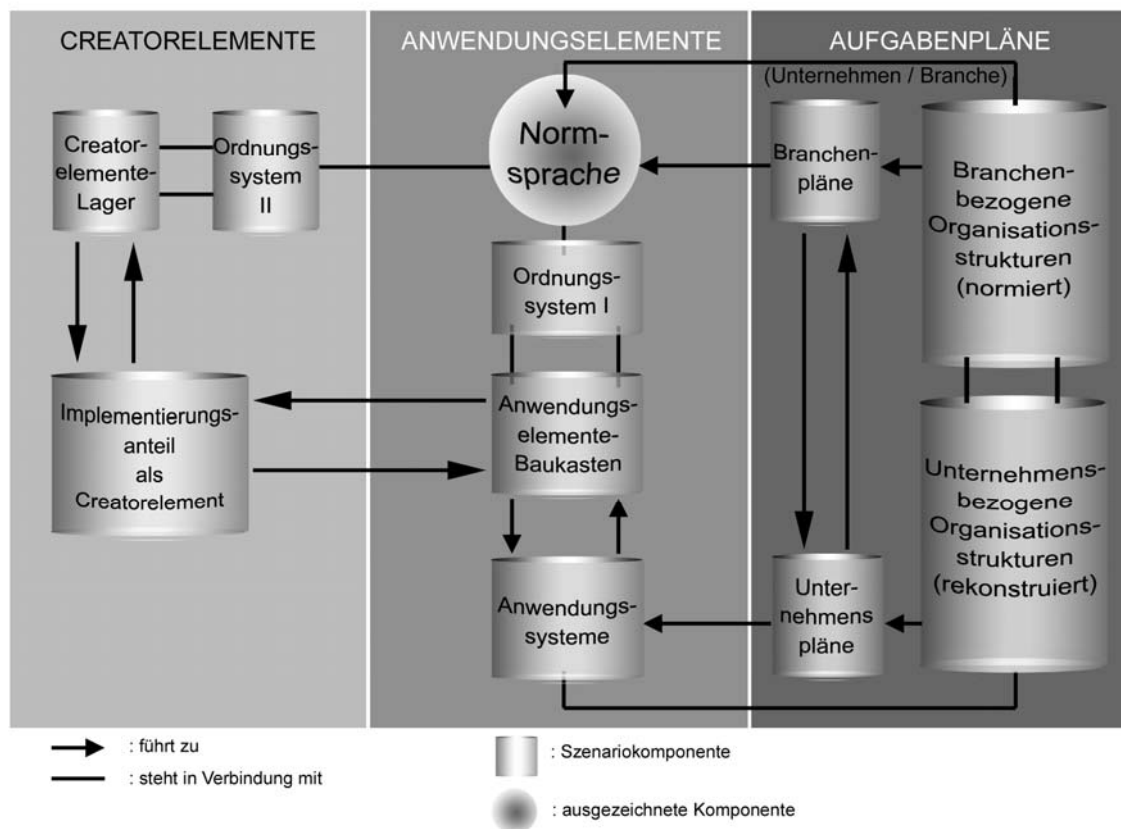 CREATORELEMENTE
ANWENDUNGSELEMENTE
AUFGABENPLÄNE
(Unternehmen / Branche)
Creator-
elemente-
Lager
Ordnungs-
system
II
Norm-
sprache
Branchen-
pläne
Branchen-
bezogene
Organisations-
strukturen
(normiert)
Ordnungs-
system I
Implementierungs-
anteil
als
Creatorelement
Anwendungs-
elemente-
Baukasten
Unternehmens-
bezogene
Organisations-
strukturen
(rekonstruiert)
Anwendungs-
systeme
Unter-
nehmens
pläne
: führt zu
: steht in Verbindung mit
: Szenariokomponente
: ausgezeichnete Komponente